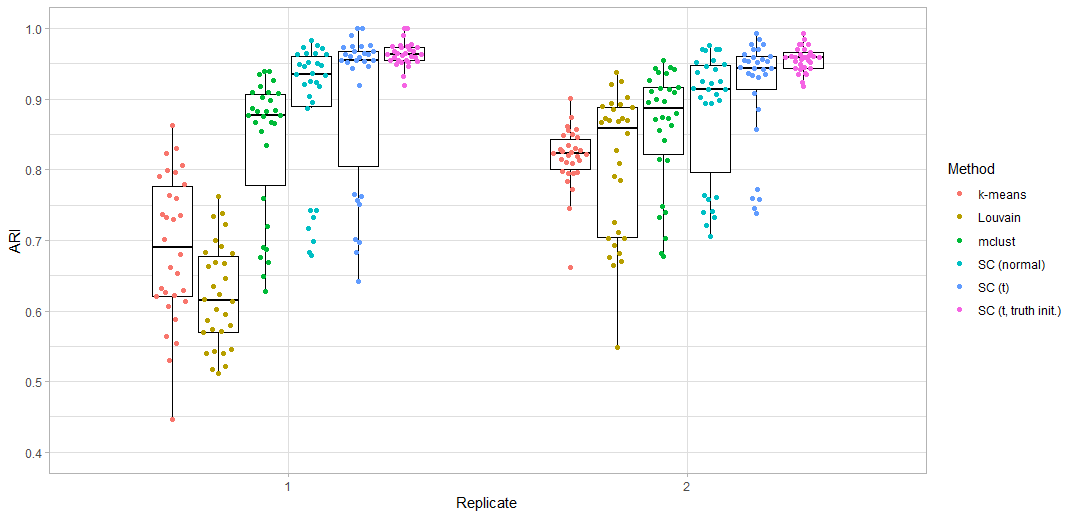 1.0
0.9
0.8
0.7
0.6
0.5
0.4
ARI
1
2
Replicate
Method
k-means
Louvain
mclust
SC (normal)
SC (t)
SC (t, truth init.)